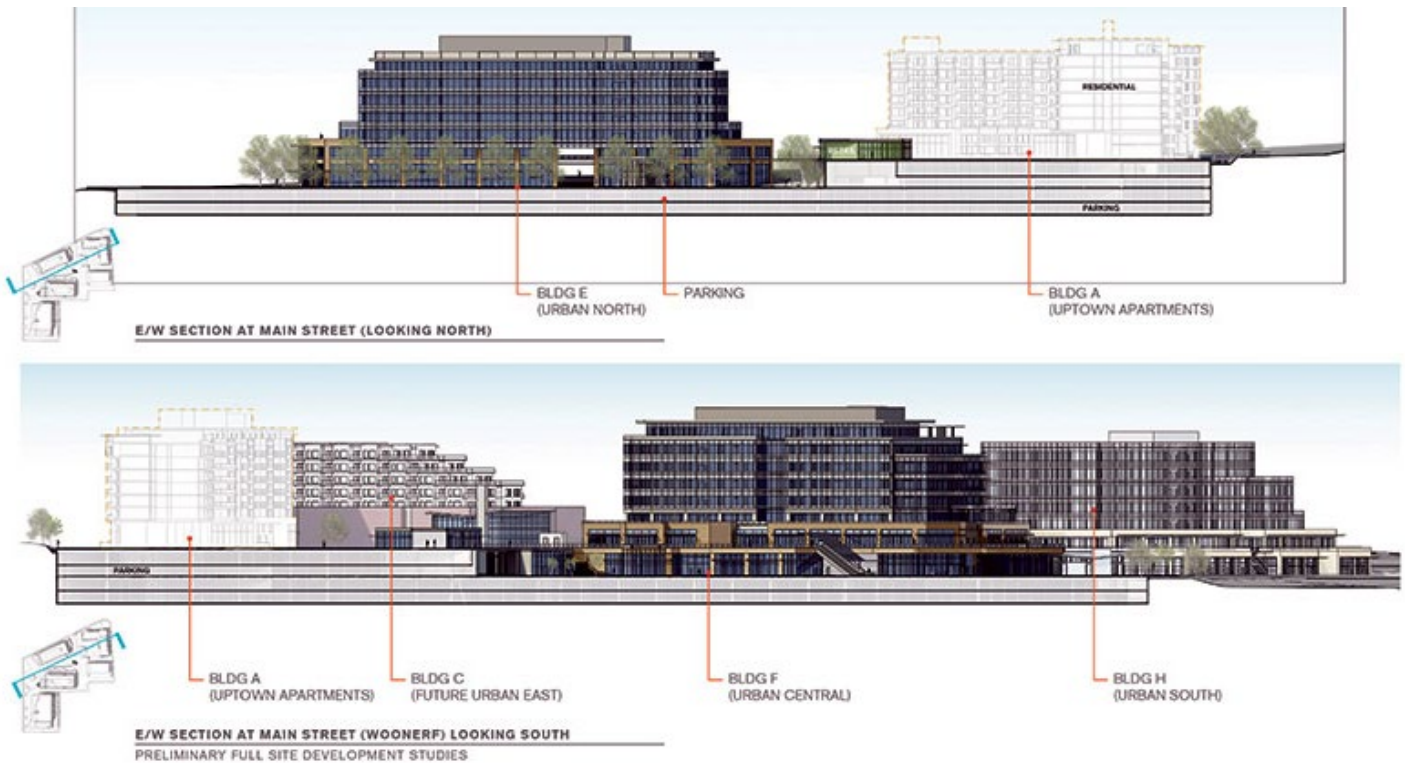 RESIDENTIAL
PARKING
BLDG E
(URBAN NORTH)
PARKING
BLDG A
(UPTOWN APARTMENTS)
E/W SECTION AT MAIN STREET (LOOKING NORTH)
PARKING
BLDG A
(UPTOWN APARTMENTS)
BLDG C
(FUTURE URBAN EAST)
BLDG F
(URBAN CENTRAL)
BLDG H
(URBAN SOUTH)
E/W SECTION AT MAIN STREET (WOONERF) LOOKING SOUTH
PRELIMINARY FULL SITE DEVELOPMENT STUDIES